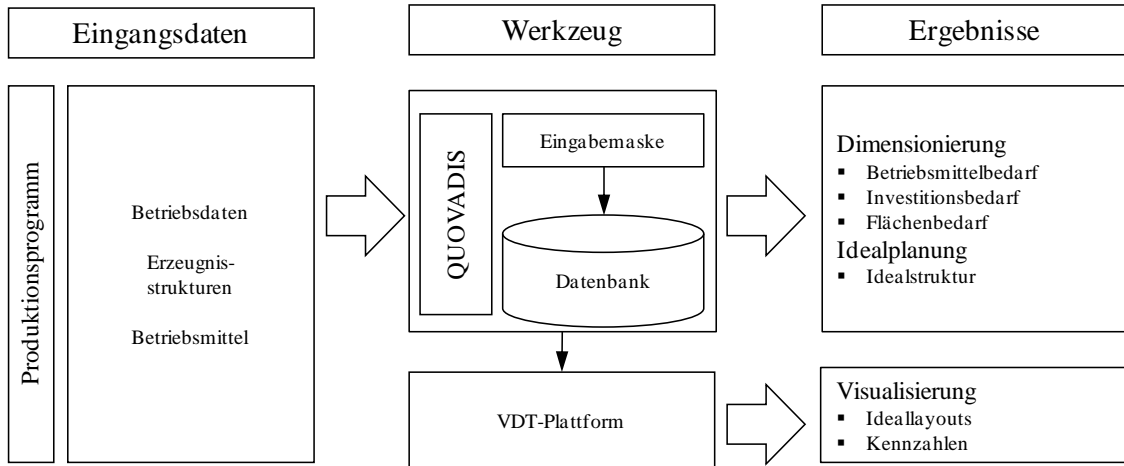 Eingangsdaten
Werkzeug
Ergebnisse
Produktionsprogramm
Betriebsdaten
Erzeugnis-
strukturen
Betriebsmittel
QUOVADIS
Eingabemaske
Datenbank
VDT-Plattform
Dimensionierung
▪ Betriebsmittelbedarf
▪ Investitionsbedarf
▪ Flächenbedarf
Idealplanung
▪ Idealstruktur
Visualisierung
▪ Ideallayouts
▪ Kennzahlen